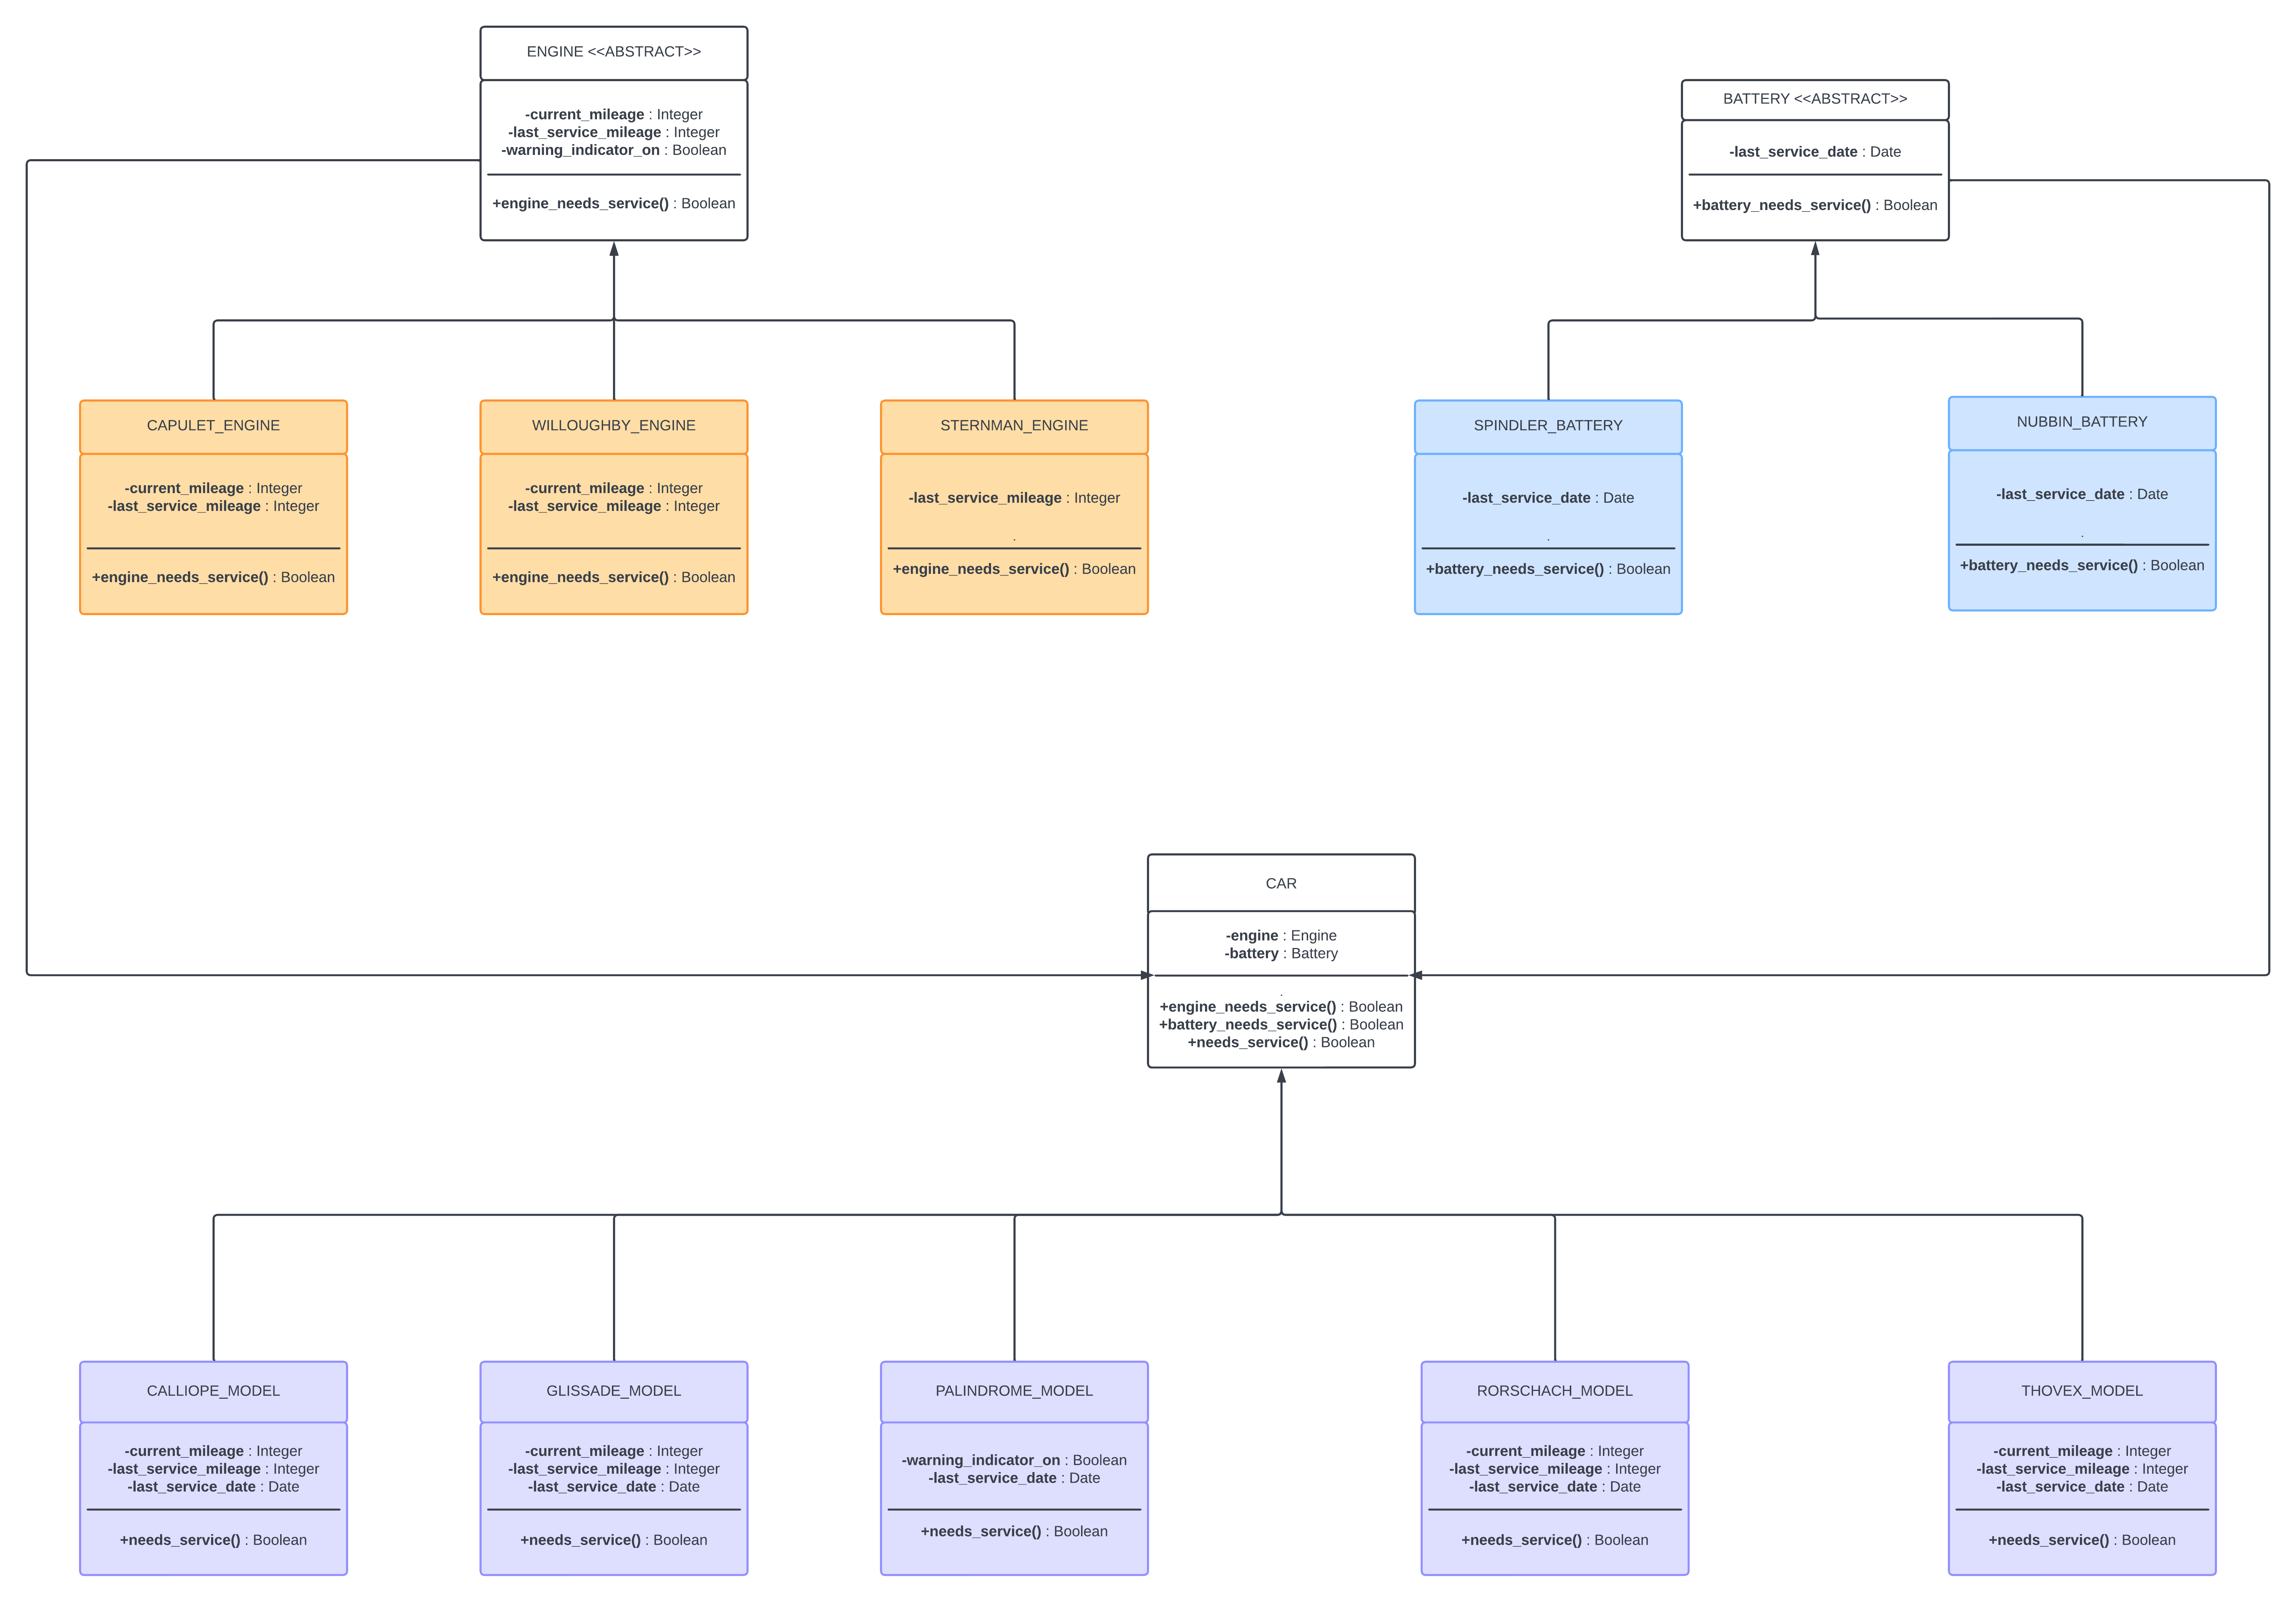 ENGINE <<ABSTRACT>>
-current_mileage : Integer
-last_service_mileage : Integer
-warning_indicator_on : Boolean
+engine_needs_service() : Boolean
BATTERY <<ABSTRACT>>
-last_service_date : Date
+battery_needs_service() : Boolean
CAPULET_ENGINE
-current_mileage : Integer
-last_service_mileage : Integer
+engine_needs_service() : Boolean
WILLOUGHBY_ENGINE
-current_mileage : Integer
-last_service_mileage : Integer
+engine_needs_service() : Boolean
STERNMAN_ENGINE
-last_service_mileage : Integer
.
+engine_needs_service() : Boolean
SPINDLER_BATTERY
-last_service_date : Date
.
+battery_needs_service() : Boolean
NUBBIN_BATTERY
-last_service_date : Date
.
+battery_needs_service() : Boolean
CAR
-engine : Engine
-battery : Battery
.
+engine_needs_service() : Boolean
+battery_needs_service() : Boolean
+needs_service() : Boolean
CALLIOPE_MODEL
-current_mileage : Integer
-last_service_mileage : Integer
-last_service_date : Date
+needs_service() : Boolean
GLISSADE_MODEL
-current_mileage : Integer
-last_service_mileage : Integer
-last_service_date : Date
+needs_service() : Boolean
PALINDROME_MODEL
-warning_indicator_on : Boolean
-last_service_date : Date
+needs_service() : Boolean
RORSCHACH_MODEL
-current_mileage : Integer
-last_service_mileage : Integer
-last_service_date : Date
+needs_service() : Boolean
THOVEX_MODEL
-current_mileage : Integer
-last_service_mileage : Integer
-last_service_date : Date
+needs_service() : Boolean